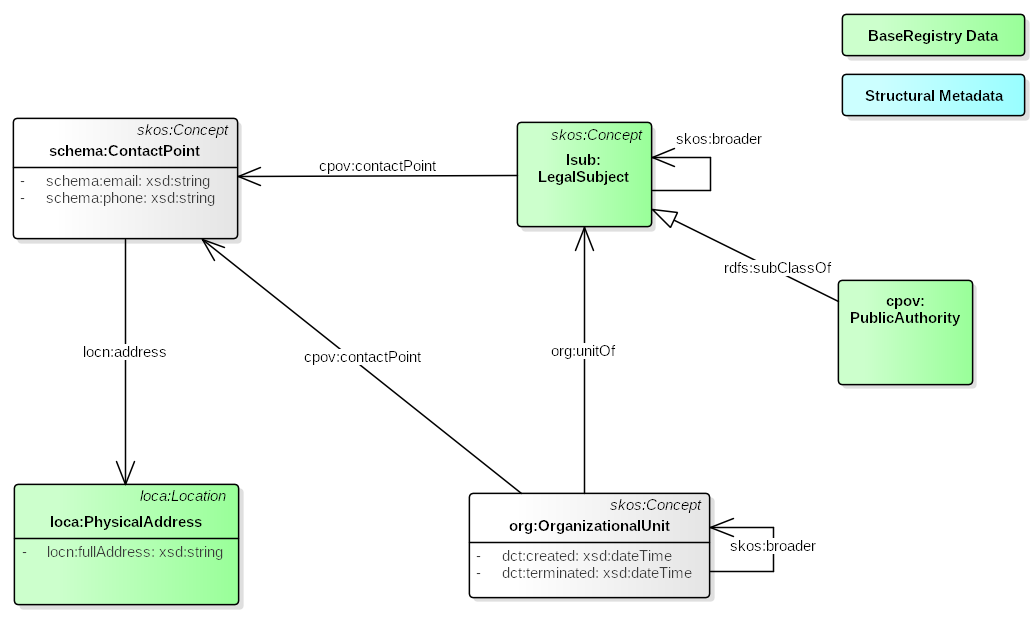 BaseRegistry Data
Structural Metadata
skos:Concept
schema:ContactPoint
- schema:email: xsd:string
- schema:phone: xsd:string
cpov:contactPoint
skos:Concept
lsub:
LegalSubject
skos:broader
rdfs:subClassOf
cpov:
PublicAuthority
locn:address
cpov:contactPoint
org:unitOf
loca:Location
loca:PhysicalAddress
- locn:fullAddress: xsd:string
skos:Concept
org:OrganizationalUnit
- dct:created: xsd:dateTime
- dct:terminated: xsd:dateTime
skos:broader